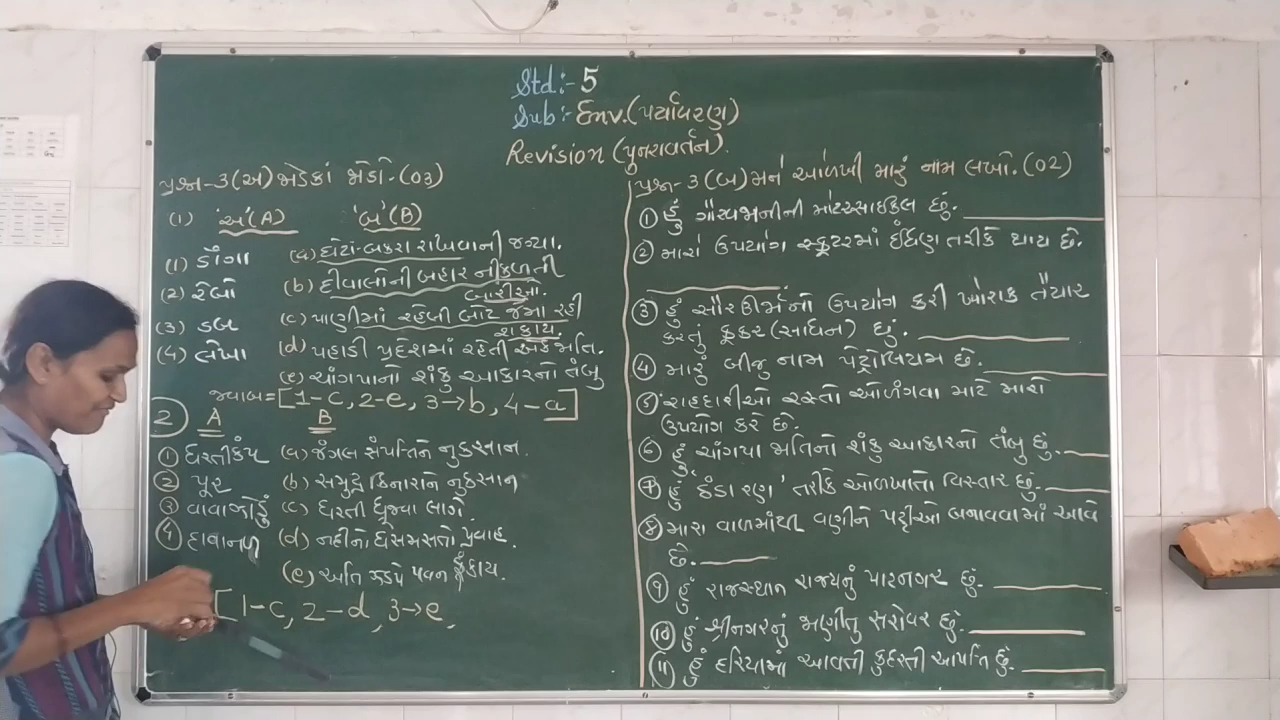 Std:- 5
Sub:- Env.(પર્યાવરણ)
Revision (પુનરાવર્તન).
પ્રશ્ન-3(અ) જોડકાં જોડો.-(03)
(1) 'અ'(A) 'બ'(B)
(1) ડોંગા (a) ઘેટાં-બકરા રાખવાની જગ્યા.
(2) રેબો (b) દીવાલોની બહાર નીકળતી
બારીસા.
(3) ડબ (c) પાણીમાં રહેલી બોટ જેમાં રહી
શકાય.
(4) લેખા (d) પહાડી પ્રદેશમાં રહેતી એક જાતિ.
(e) ચાંગપાનો શંકુ આકારનો તંબુ
જવાબ=[1-c, 2-e, 3→b, 4-a]
2 A B
① ધરતીકંપ (a) જંગલ સંપત્તિને નુકસાન.
② પૂર (b) સમુદ્ર કિનારાને નુકસાન
③ વાવાઝોડું (c) ધરતી ધ્રૂજવા લાગે.
④ દાવાનળ (d) નદીનો ધસમસતો પ્રવાહ.
(e) અતિ ઝડપે પવન ફૂંકાય.
[1-c, 2-d, 3→e,
પ્રશ્ન-3(બ) મને ઓળખી મારું નામ લખો.(02)
① હું ગૌરવજાનીની મોટરસાઈકલ છું. ________
② મારો ઉપયોગ સ્કૂટરમાં ઈંધણ તરીકે થાય છે.
________.
③ હું સૌરઊર્જાનો ઉપયોગ કરી ખોરાક તૈયાર
કરતું કૂકર(સાધન) છું. ________
④ મારું બીજુ નામ પેટ્રોલિયમ છે. ________
⑤ રાહદારીઓ રસ્તો ઓળંગવા માટે મારો
ઉપયોગ કરે છે.
⑥ હું ચાંગપા જાતિનો શંકુ આકારનો તંબુ છું. ____
⑦ હું 'ઠંડા રણ' તરીકે ઓળખાતો વિસ્તાર છું. ____
⑧ મારા વાળમાંથી વણીને પટ્ટીઓ બનાવવામાં આવે
છે. ________
⑨ હું રાજસ્થાન રાજ્યનું પાટનગર છું. ________
⑩ હું શ્રીનગરનું જાણીતુ સરોવર છું. ________
⑪ હું દરિયામાં આવતી કુદરતી આપત્તિ છું. ________